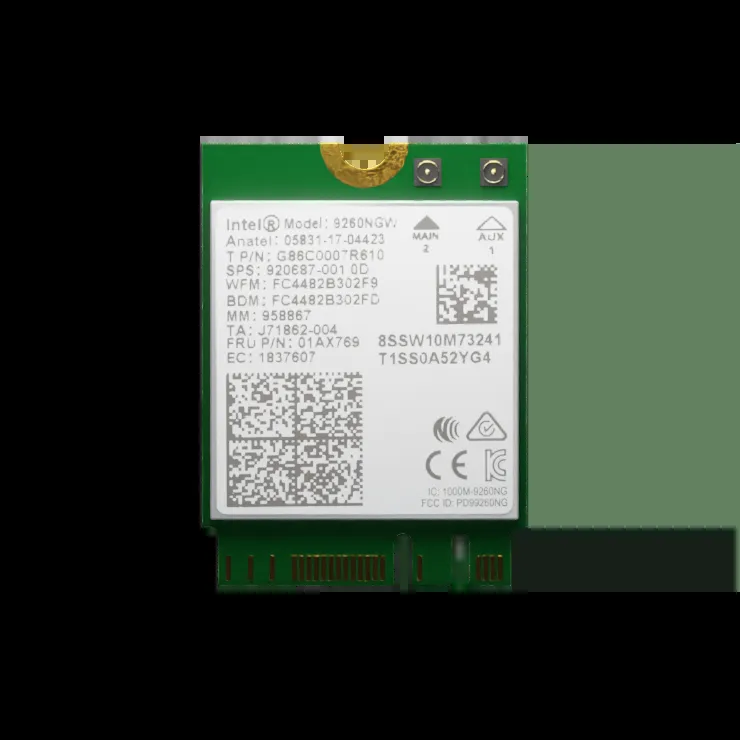 Intel® Model: 9260NGW
Anatel: 05831-17-04423
T P/N: G86C0007R610
SPS: 920687-001 0D
WFM: FC4482B302F9
BDM: FC4482B302FD
MM: 958867
TA: J71862-004
FRU P/N: 01AX769
EC: 1837607
MAIN
2
AUX
1
8SSW10M73241
T1SS0A52YG4
CE
IC: 1000M-9260NG
FCC ID: PD99260NG